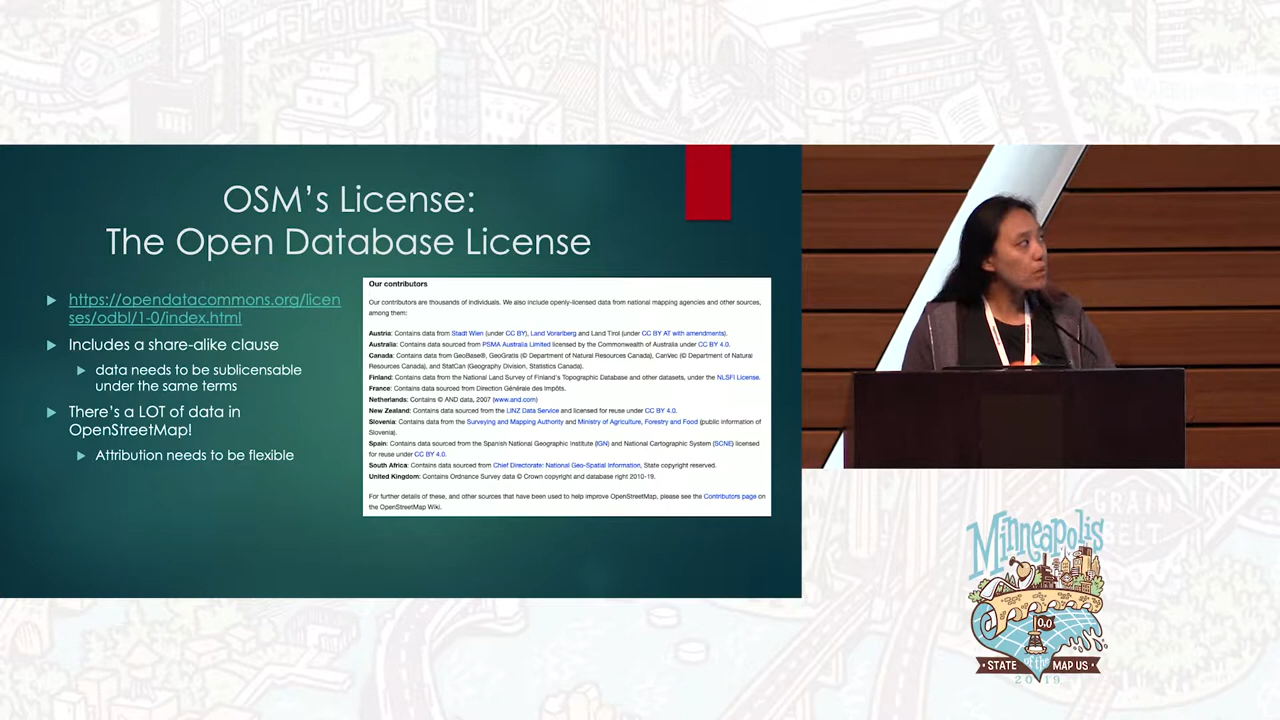 OSM's License:
The Open Database License
https://opendatacommons.org/licen
ses/odbl/1-0/index.html
Includes a share-alike clause
data needs to be sublicensable
under the same terms
There's a LOT of data in
OpenStreetMap!
Attribution needs to be flexible
Our contributors
Our contributors are thousands of individuals. We also include openly-licensed data from national mapping agencies and other sources,
among them:
Austria: Contains data from Stadt Wien (under CC BY), Land Vorarlberg and Land Tirol (under CC BY AT with amendments).
Australia: Contains data sourced from PSMA Australia Limited licensed by the Commonwealth of Australia under CC BY 4.0.
Canada: Contains data from GeoBase®, GeoGratis (© Department of Natural Resources Canada), CanVec (© Department of Natural
Resources Canada), and StatCan (Geography Division, Statistics Canada).
Finland: Contains data from the National Land Survey of Finland's Topographic Database and other datasets, under the NLSFI License.
France: Contains data sourced from Direction Générale des Impôts.
Netherlands: Contains © AND data, 2007 (www.and.com)
New Zealand: Contains data sourced from the LINZ Data Service and licensed for reuse under CC BY 4.0.
Slovenia: Contains data from the Surveying and Mapping Authority and Ministry of Agriculture, Forestry and Food (public information of
Slovenia).
Spain: Contains data sourced from the Spanish National Geographic Institute (IGN) and National Cartographic System (SCNE) licensed
for reuse under CC BY 4.0.
South Africa: Contains data sourced from Chief Directorate: National Geo-Spatial Information, State copyright reserved.
United Kingdom: Contains Ordnance Survey data © Crown copyright and database right 2010-19.
For further details of these, and other sources that have been used to help improve OpenStreetMap, please see the Contributors page on
the OpenStreetMap Wiki.
Minneapolis
0,0
STATE of the MAP US
2019